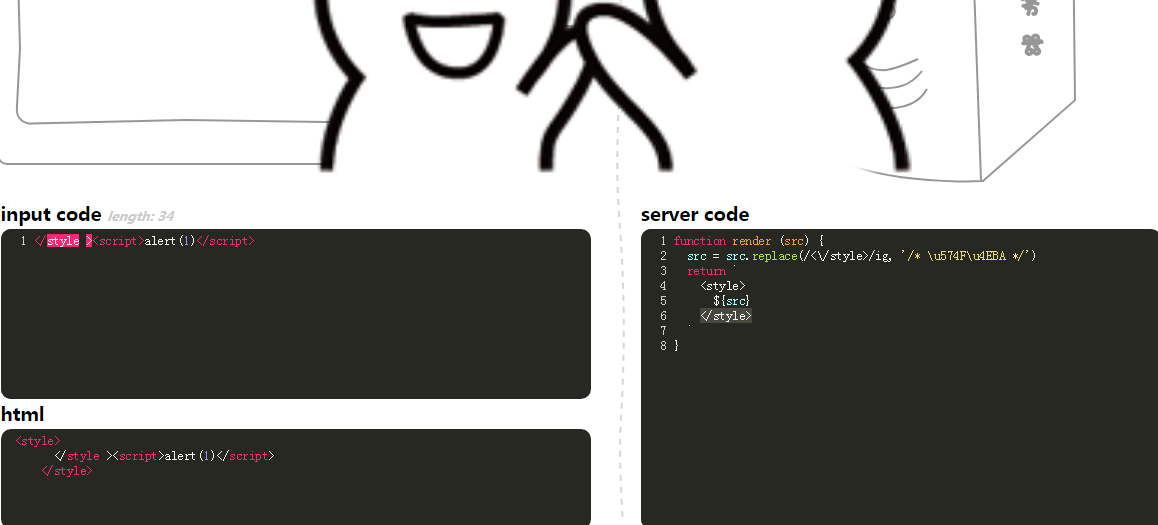 务
器
input code length: 34
1 </style ><script>alert(1)</script>
html
<style>
</style ><script>alert(1)</script>
</style>
server code
1 function render (src) {
2 src = src.replace(/<\/style>/ig, '/* \u574F\u4EBA */')
3 return `
4 <style>
5 ${src}
6 </style>
7 `
8 }